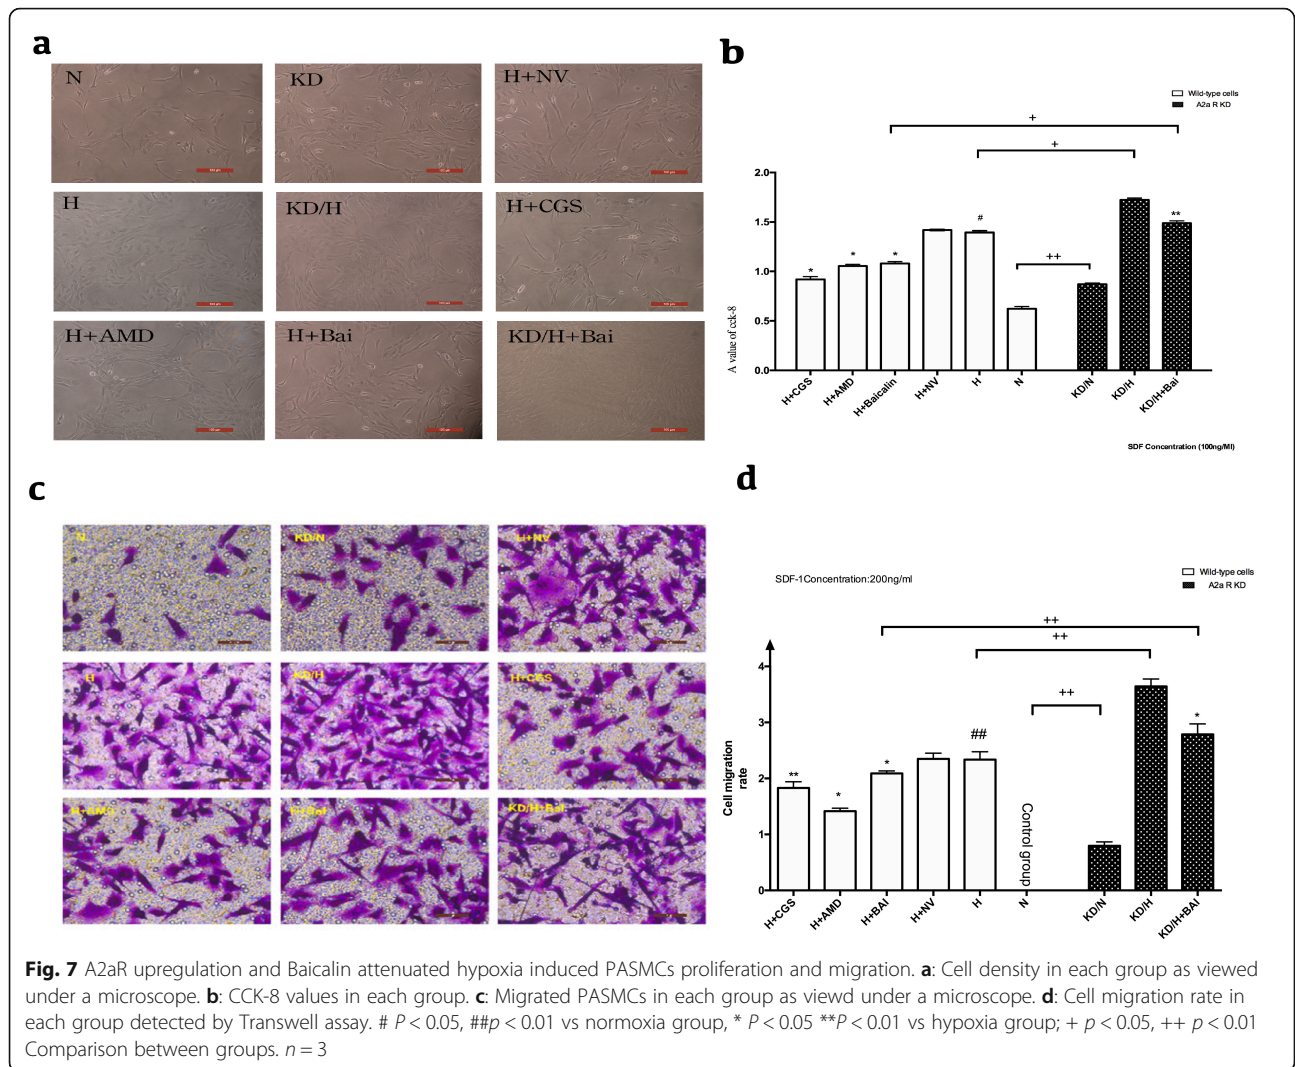 a
N
KD
H+NV
H
KD/H
H+CGS
H+AMD
H+Bai
KD/H+Bai
b
Wild-type cells
A2a R KD
+
+
2.0
1.5
1.0
0.5
0.0
A value of cck-8
*
*
*
#
++
**
H+CGS
H+AMD
H+Baicalin
H+NV
H
N
KD/N
KD/H
KD/H+Bai
SDF Concentration (100ng/Ml)
c
N
KD/N
H+NV
H
KD/H
H+CGS
H+AMD
H+BaI
KD/H+BaI
d
SDF-1Concentration:200ng/ml
Wild-type cells
A2a R KD
++
++
++
4
3
2
1
0
Cell migration
rate
**
*
*
##
*
Control group
H+CGS
H+AMD
H+BAI
H+NV
H
N
KD/N
KD/H
KD/H+BAI
Fig. 7 A2aR upregulation and Baicalin attenuated hypoxia induced PASMCs proliferation and migration. a: Cell density in each group as viewed
under a microscope. b: CCK-8 values in each group. c: Migrated PASMCs in each group as viewd under a microscope. d: Cell migration rate in
each group detected by Transwell assay. # P < 0.05, ##p < 0.01 vs normoxia group, * P < 0.05 **P < 0.01 vs hypoxia group; + p < 0.05, ++ p < 0.01
Comparison between groups. n = 3